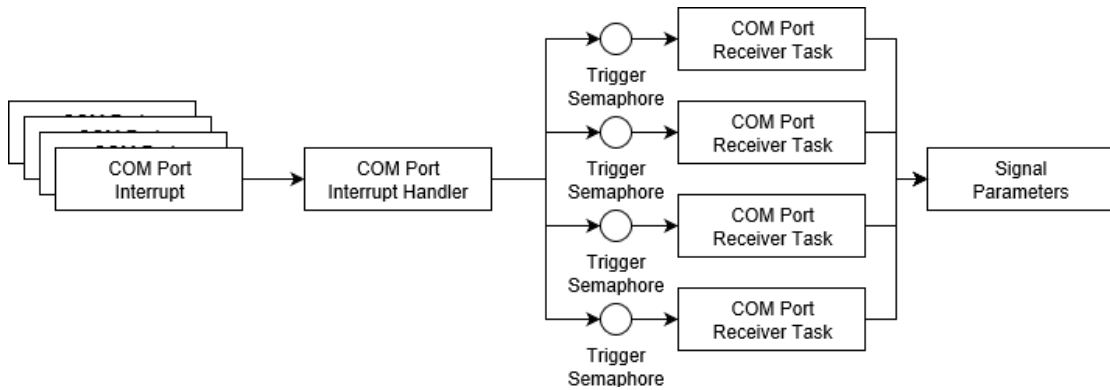 COM Port
Receiver Task
Trigger
Semaphore
COM Port
Receiver Task
COM Port
Interrupt
COM Port
Interrupt Handler
Trigger
Semaphore
Signal
Parameters
COM Port
Receiver Task
Trigger
Semaphore
COM Port
Receiver Task
Trigger
Semaphore